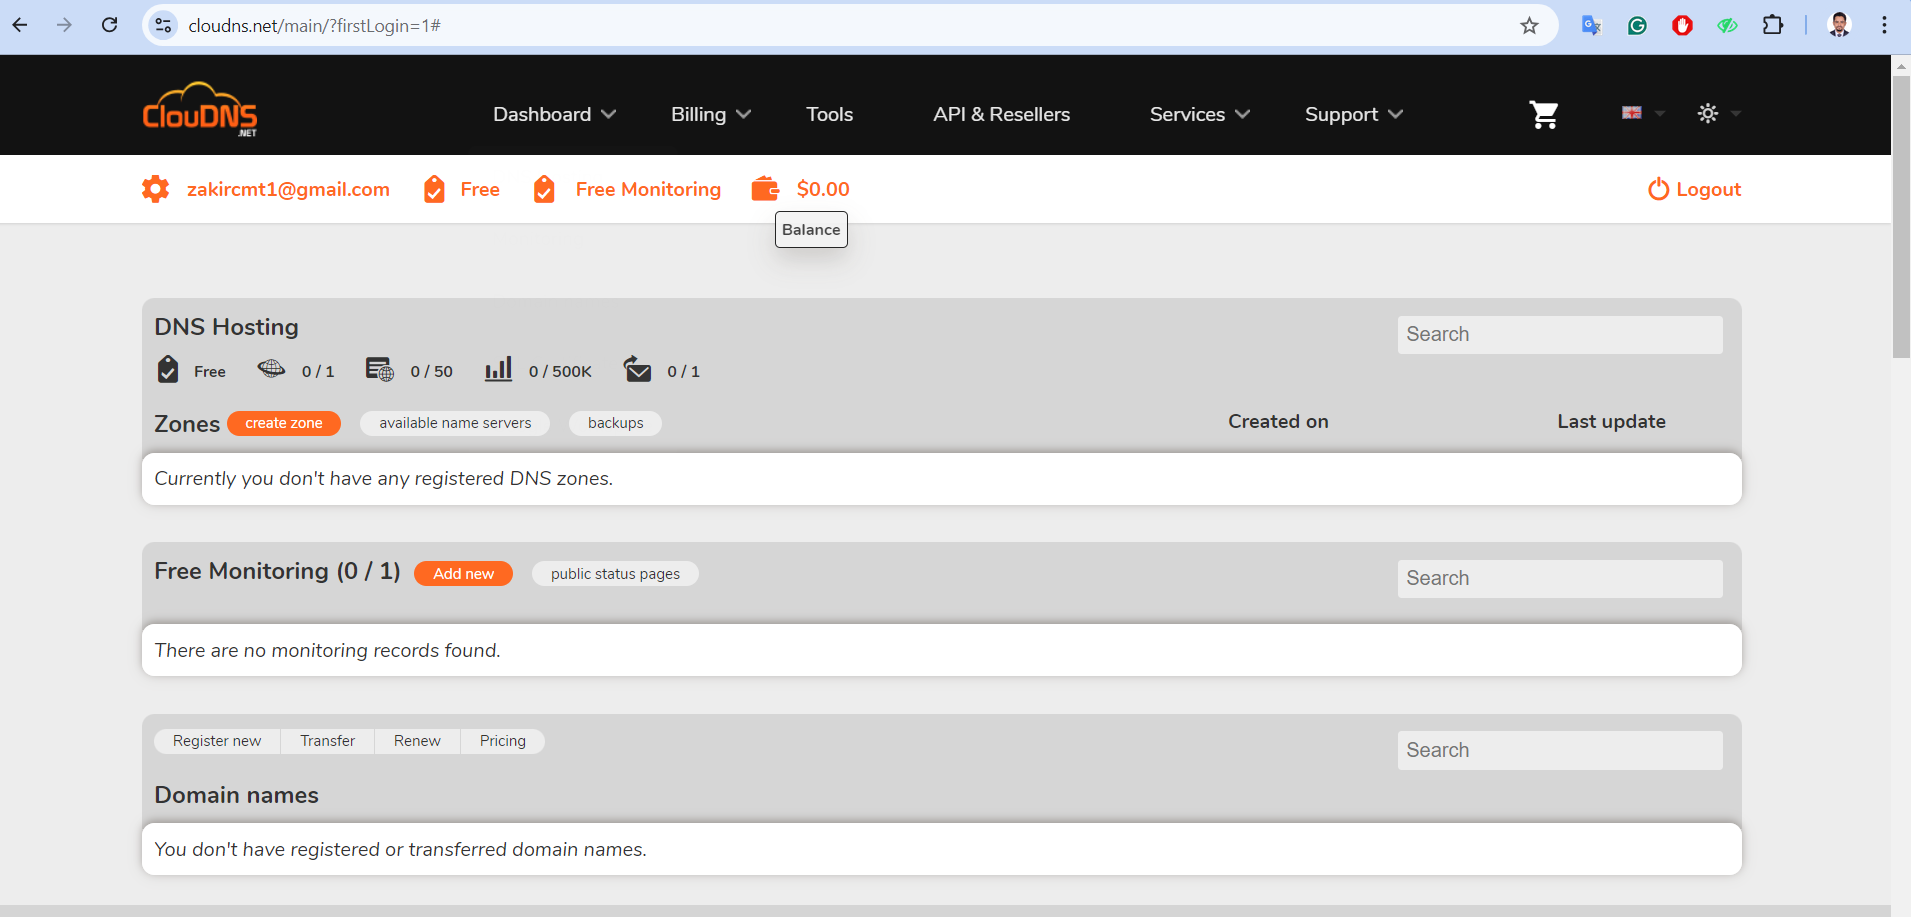 cloudns.net/main/?firstLogin=1#
ClouDNS
.NET
Dashboard Billing Tools API & Resellers Services Support
zakircmt1@gmail.com Free Free Monitoring $0.00 Logout
Balance
DNS Hosting
Search
Free 0 / 1 0 / 50 0 / 500K 0 / 1
Zones create zone available name servers backups Created on Last update
Currently you don't have any registered DNS zones.
Free Monitoring (0 / 1) Add new public status pages Search
There are no monitoring records found.
Register new Transfer Renew Pricing Search
Domain names
You don't have registered or transferred domain names.